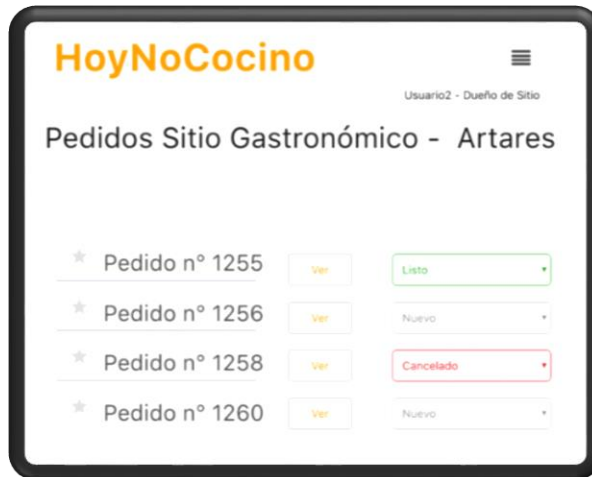 HoyNoCocino
Usuario2 - Dueño de Sitio
Pedidos Sitio Gastronómico - Artares
Pedido n° 1255 Ver Listo
Pedido n° 1256 Ver Nuevo
Pedido n° 1258 Ver Cancelado
Pedido n° 1260 Ver Nuevo